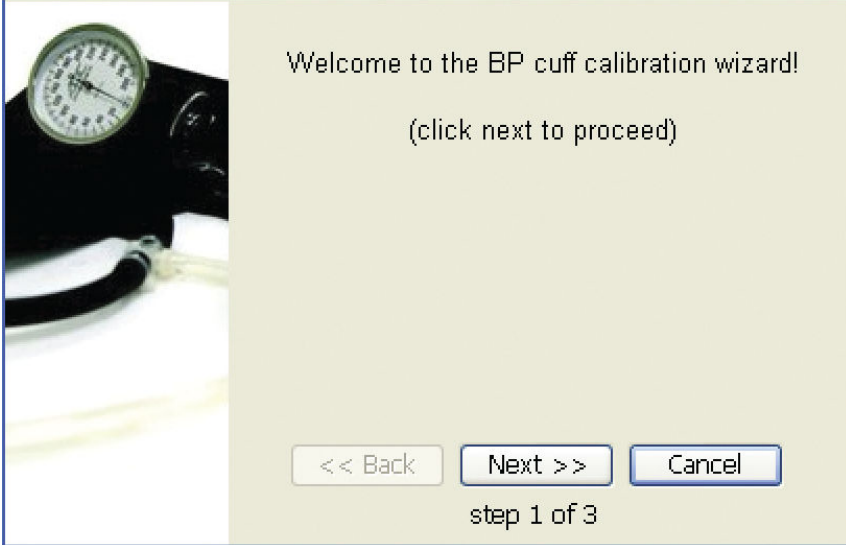 Welcome to the BP cuff calibration wizard!
(click next to proceed)
<< Back
Next >>
Cancel
step 1 of 3